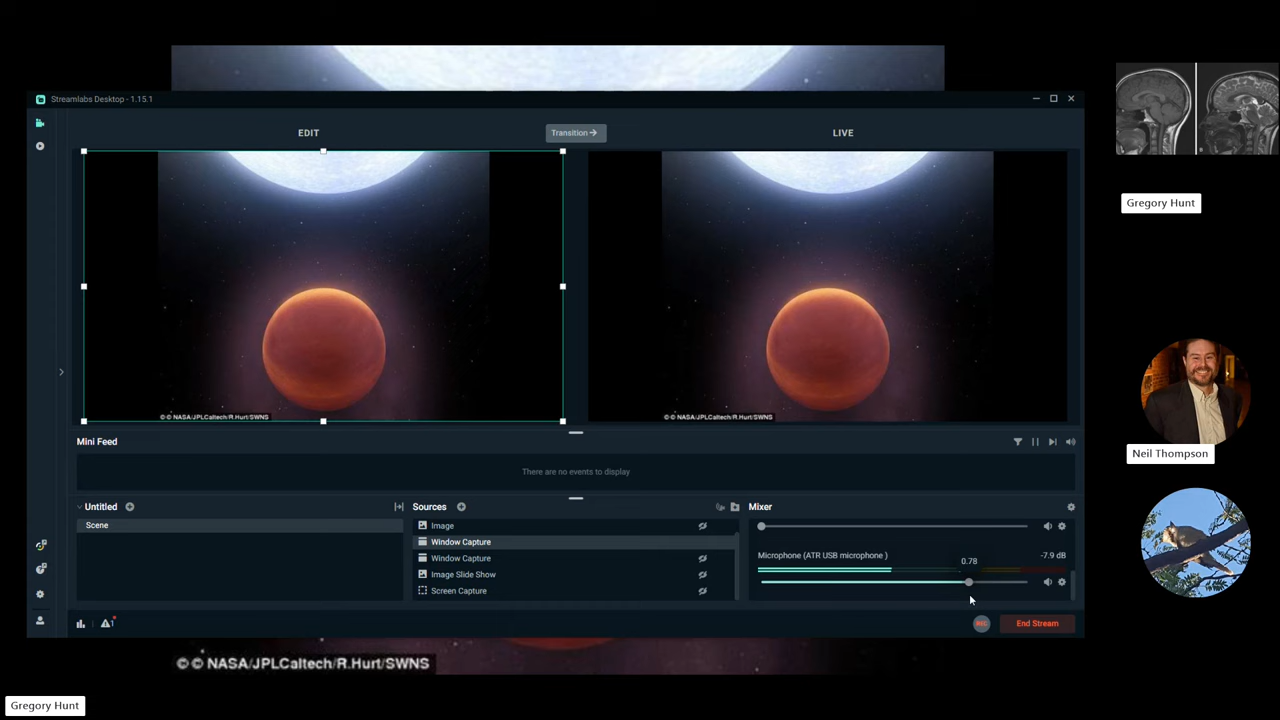 Streamlabs Desktop - 1.15.1
EDIT
Transition
LIVE
© © NASA/JPLCaltech/R.Hurt/SWNS
© © NASA/JPLCaltech/R.Hurt/SWNS
Mini Feed
There are no events to display
Untitled
Scene
Sources
Image
Window Capture
Window Capture
Image Slide Show
Screen Capture
Mixer
Microphone (ATR USB microphone )
-7.9 dB
0.78
1
REC
End Stream
© © NASA/JPLCaltech/R.Hurt/SWNS
Gregory Hunt
Gregory Hunt
Neil Thompson